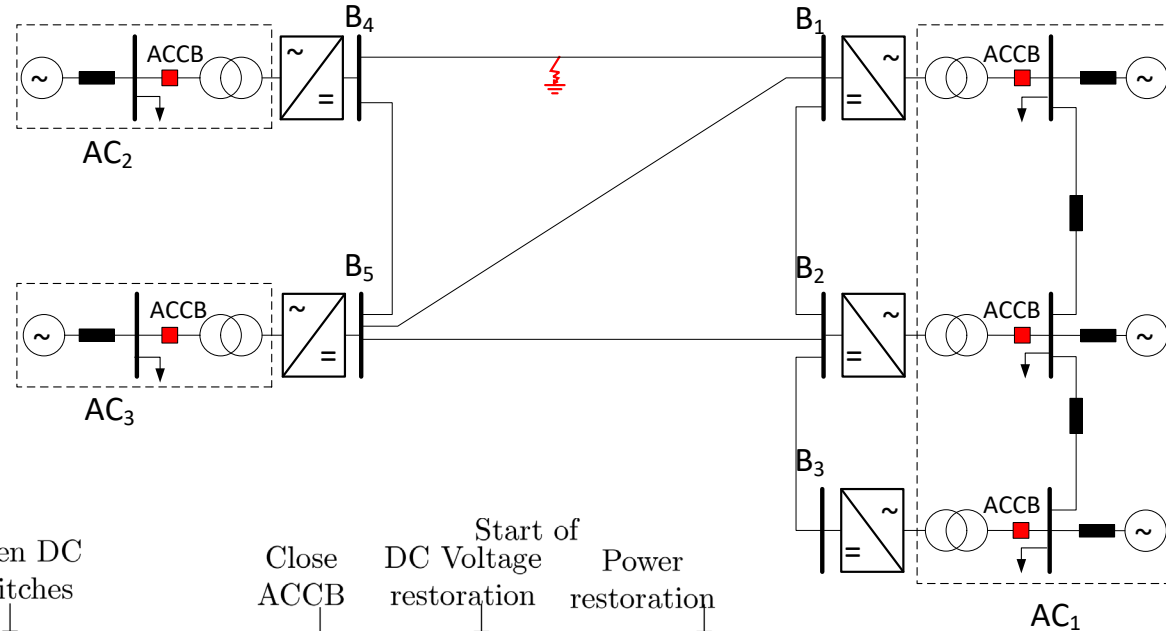 B₄
B₁
ACCB
~
~
=
~
=
ACCB
~
AC₂
B₅
B₂
ACCB
~
~
=
~
=
ACCB
~
AC₃
B₃
ACCB
~
=
~
Start of
en DC
Close
DC Voltage
Power
itches
ACCB
restoration
restoration
AC₁